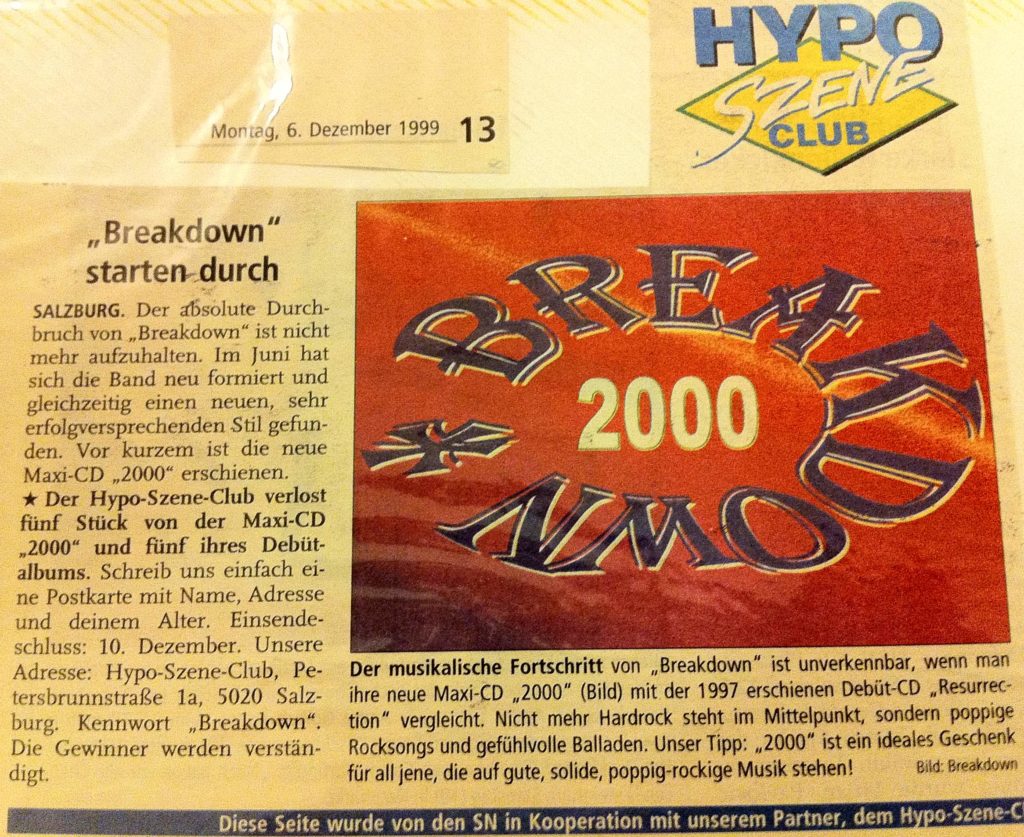 Montag, 6. Dezember 1999 13
HYPO
SZENE
CLUB
„Breakdown“
starten durch
SALZBURG. Der absolute Durch-
bruch von „Breakdown“ ist nicht
mehr aufzuhalten. Im Juni hat
sich die Band neu formiert und
gleichzeitig einen neuen, sehr
erfolgversprechenden Stil gefun-
den. Vor kurzem ist die neue
Maxi-CD „2000“ erschienen.
★ Der Hypo-Szene-Club verlost
fünf Stück von der Maxi-CD
„2000“ und fünf ihres Debüt-
albums. Schreib uns einfach ei-
ne Postkarte mit Name, Adresse
und deinem Alter. Einsende-
schluss: 10. Dezember. Unsere
Adresse: Hypo-Szene-Club, Pe-
tersbrunnstraße 1a, 5020 Salz-
burg. Kennwort „Breakdown“.
Die Gewinner werden verstän-
digt.
BREAKDOWN
2000
Der musikalische Fortschritt von „Breakdown“ ist unverkennbar, wenn man
ihre neue Maxi-CD „2000“ (Bild) mit der 1997 erschienen Debüt-CD „Resurrec-
tion“ vergleicht. Nicht mehr Hardrock steht im Mittelpunkt, sondern poppige
Rocksongs und gefühlvolle Balladen. Unser Tipp: „2000“ ist ein ideales Geschenk
für all jene, die auf gute, solide, poppig-rockige Musik stehen! Bild: Breakdown
Diese Seite wurde von den SN in Kooperation mit unserem Partner, dem Hypo-Szene-C